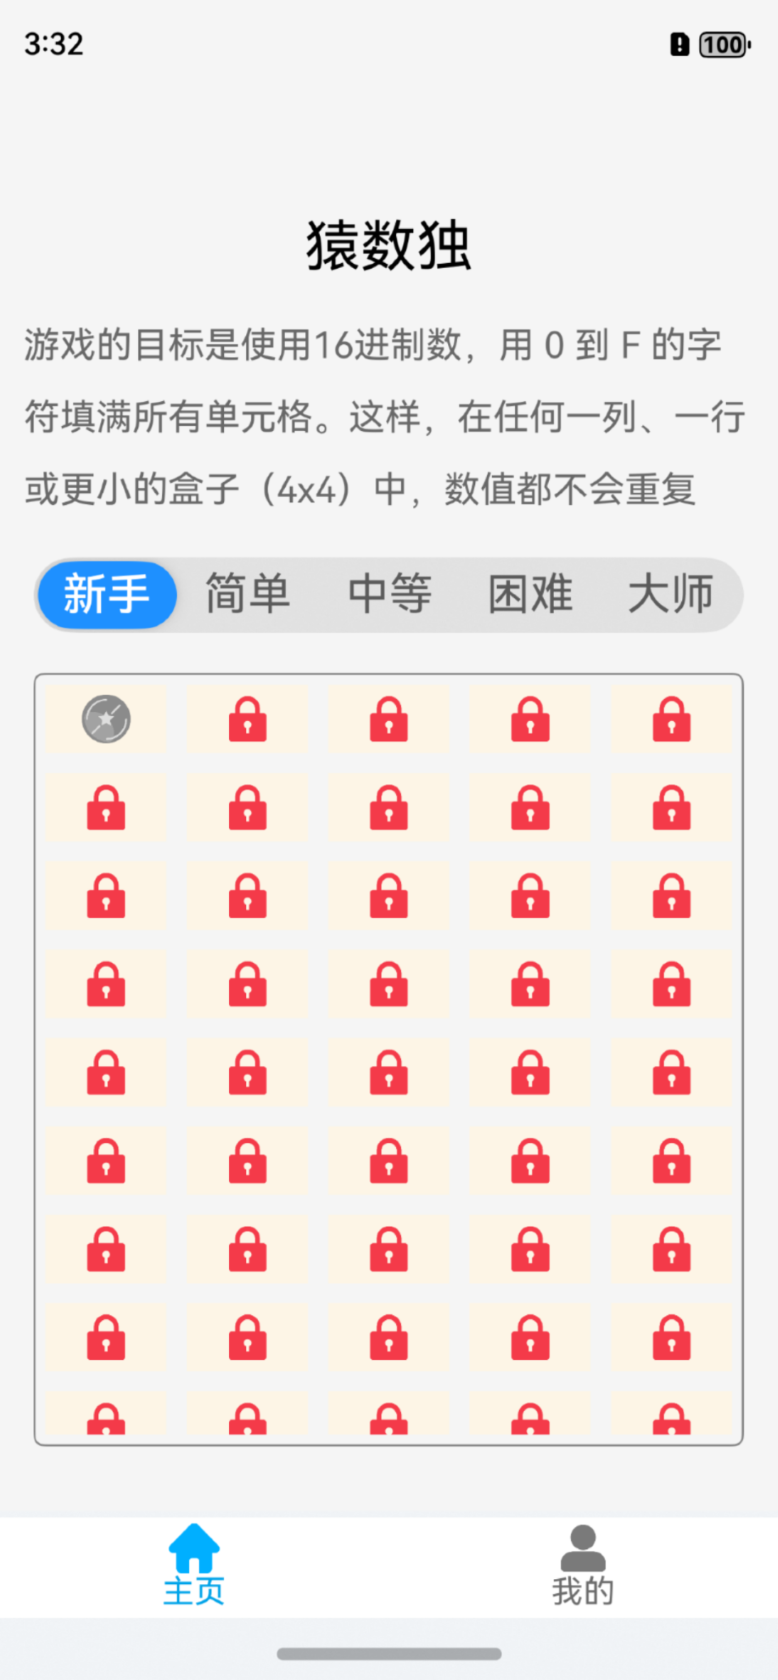 3:32
100
猿数独
游戏的目标是使用16进制数，用 0 到 F 的字
符填满所有单元格。这样，在任何一列、一行
或更小的盒子（4x4）中，数值都不会重复
新手 简单 中等 困难 大师
主页 我的